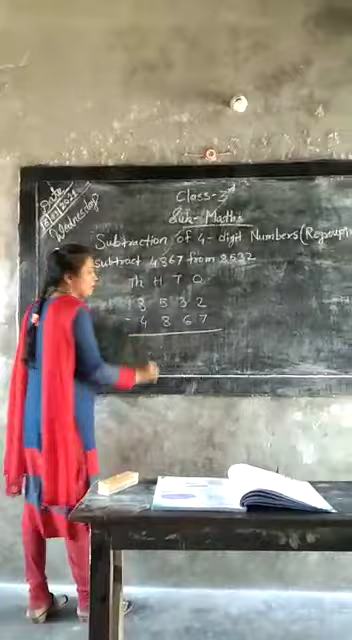 Date
Wednesday
Class-3rd
Sub- Maths
Subtraction of 4-digit Numbers(Regroupin
subtract 4867 from 8532
Th H T O
8 5 3 2
- 4 8 6 7